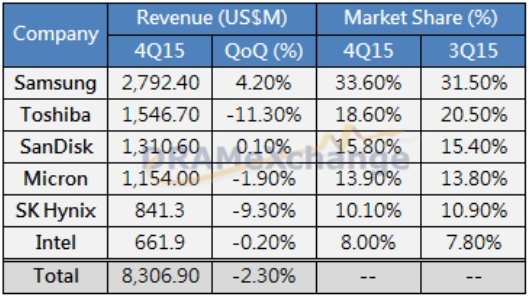 Company Revenue (US$M) Market Share (%)
4Q15 QoQ (%) 4Q15 3Q15
Samsung 2,792.40 4.20% 33.60% 31.50%
Toshiba 1,546.70 -11.30% 18.60% 20.50%
SanDisk 1,310.60 0.10% 15.80% 15.40%
DRAMeXchange
Micron 1,154.00 -1.90% 13.90% 13.80%
SK Hynix 841.3 -9.30% 10.10% 10.90%
Intel 661.9 -0.20% 8.00% 7.80%
Total 8,306.90 -2.30% -- --